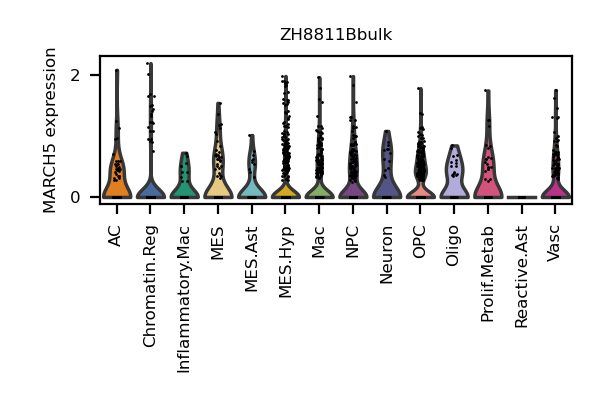 ZH8811Bbulk
MARCH5 expression
2
0
AC
Chromatin.Reg
Inflammatory.Mac
MES
MES.Ast
MES.Hyp
Mac
NPC
Neuron
OPC
Oligo
Prolif.Metab
Reactive.Ast
Vasc